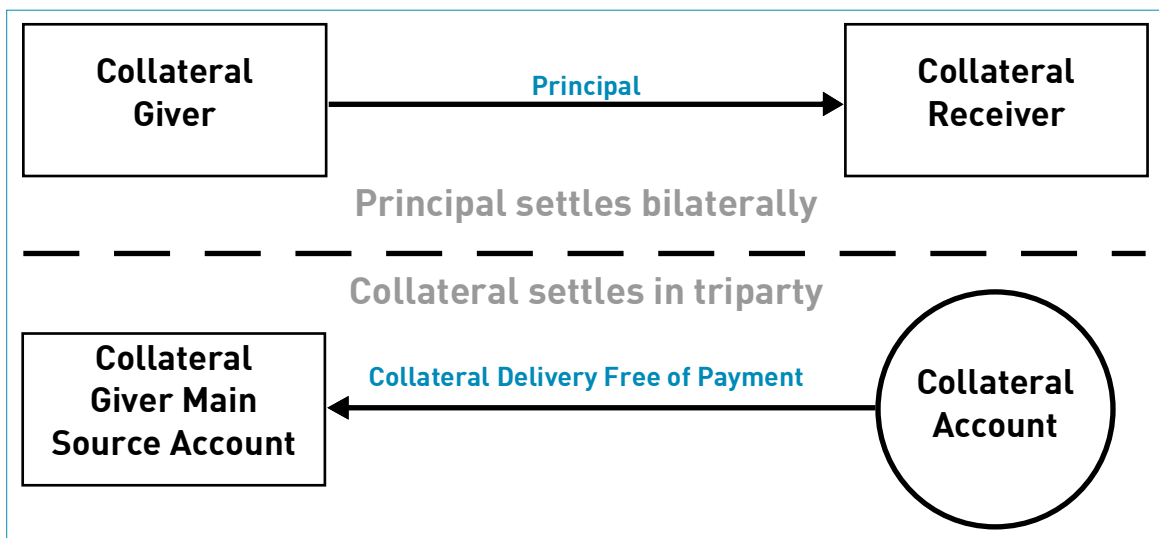 Collateral
Giver
Principal
Collateral
Receiver
Principal settles bilaterally
Collateral settles in triparty
Collateral
Giver Main
Source Account
Collateral Delivery Free of Payment
Collateral
Account